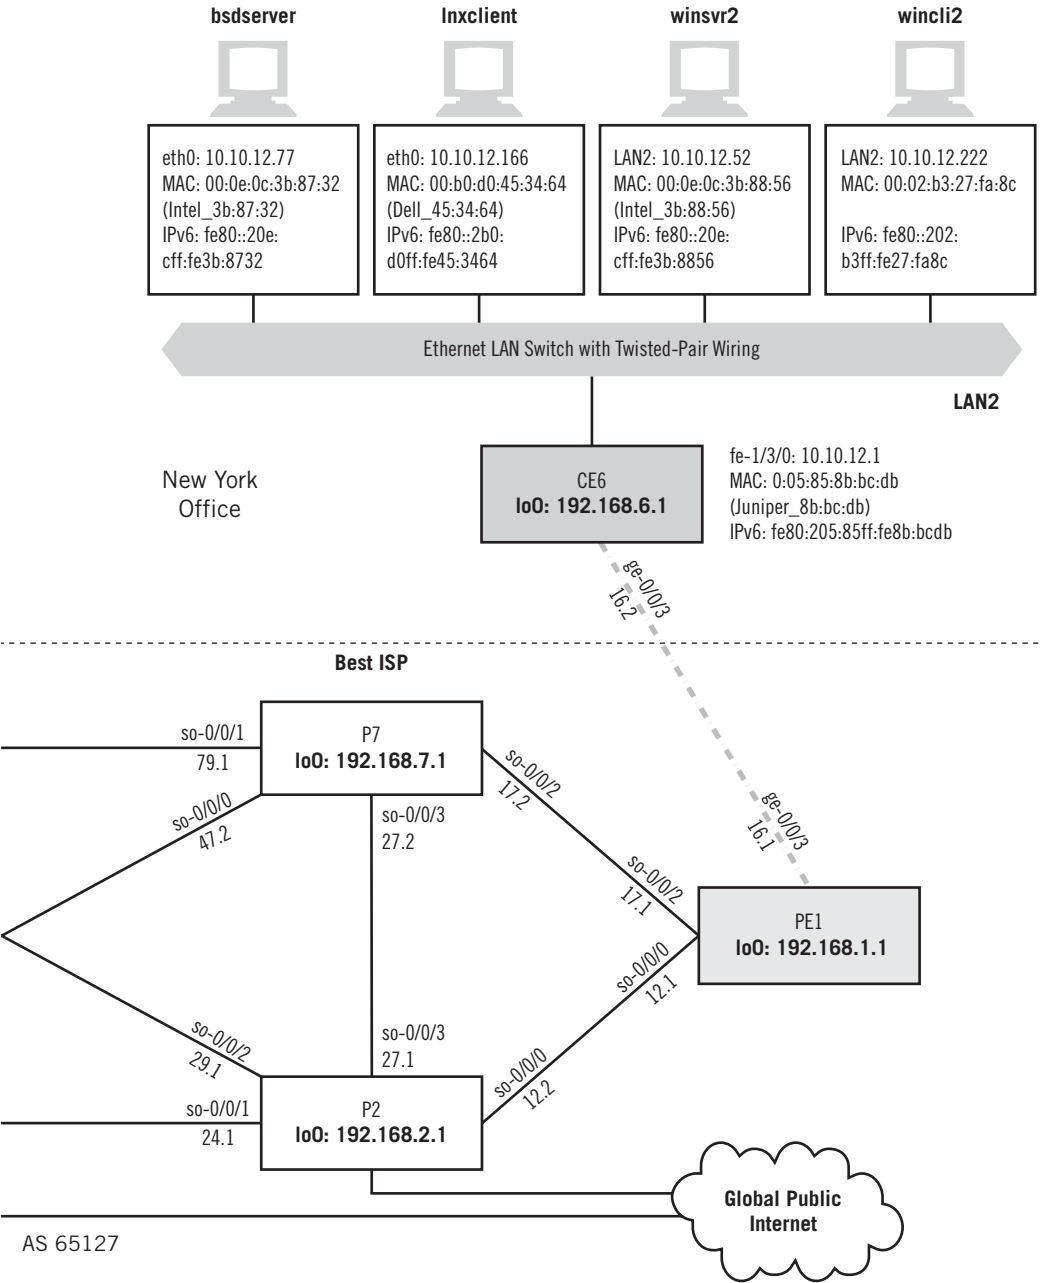 bsdserver
lnxclient
winsvr2
wincli2
eth0: 10.10.12.77
MAC: 00:0e:0c:3b:87:32
(Intel_3b:87:32)
IPv6: fe80::20e:
cff:fe3b:8732
eth0: 10.10.12.166
MAC: 00:b0:d0:45:34:64
(Dell_45:34:64)
IPv6: fe80::2b0:
d0ff:fe45:3464
LAN2: 10.10.12.52
MAC: 00:0e:0c:3b:88:56
(Intel_3b:88:56)
IPv6: fe80::20e:
cff:fe3b:8856
LAN2: 10.10.12.222
MAC: 00:02:b3:27:fa:8c
IPv6: fe80::202:
b3ff:fe27:fa8c
Ethernet LAN Switch with Twisted-Pair Wiring
LAN2
New York
Office
CE6
lo0: 192.168.6.1
fe-1/3/0: 10.10.12.1
MAC: 0:05:85:8b:bc:db
(Juniper_8b:bc:db)
IPv6: fe80:205:85ff:fe8b:bcdb
ge-0/0/3
16.2
Best ISP
so-0/0/1
79.1
P7
lo0: 192.168.7.1
so-0/0/2
17.2
so-0/0/0
47.2
so-0/0/3
27.2
ge-0/0/3
16.1
so-0/0/2
17.1
PE1
lo0: 192.168.1.1
so-0/0/0
12.1
so-0/0/2
29.1
so-0/0/3
27.1
so-0/0/0
12.2
so-0/0/1
24.1
P2
lo0: 192.168.2.1
Global Public
Internet
AS 65127